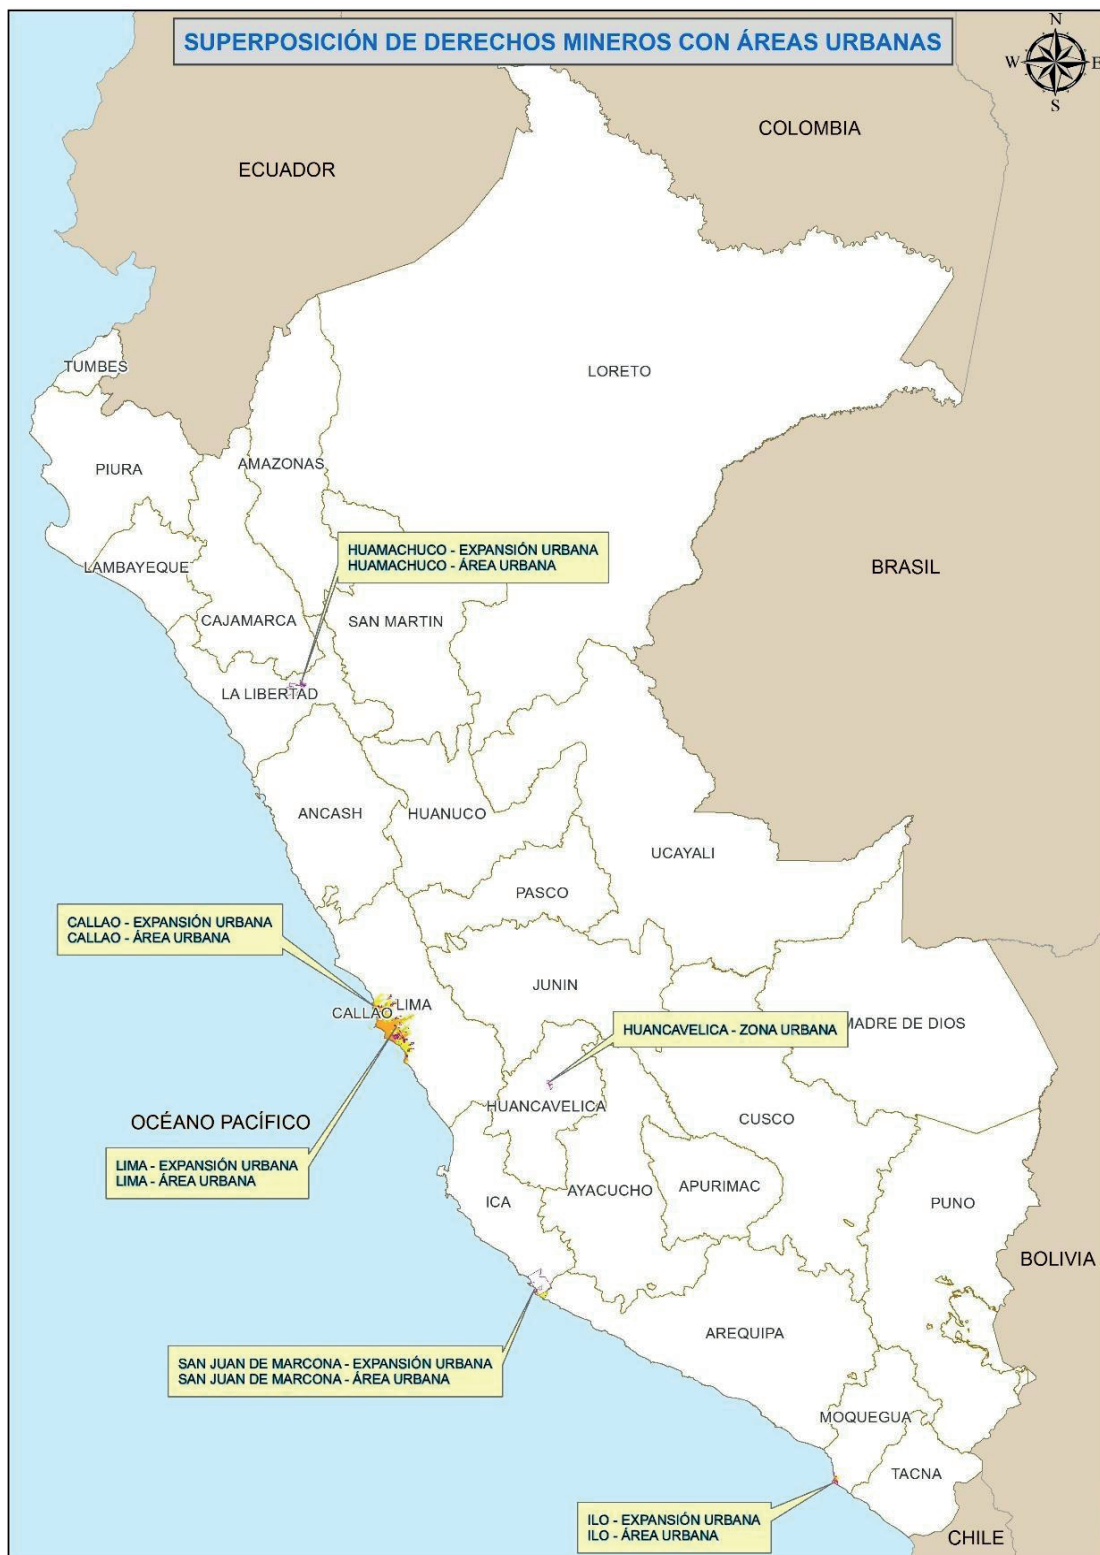 SUPERPOSICIÓN DE DERECHOS MINEROS CON ÁREAS URBANAS
N
W
E
S
COLOMBIA
ECUADOR
TUMBES
LORETO
PIURA
AMAZONAS
HUAMACHUCO - EXPANSIÓN URBANA
HUAMACHUCO - ÁREA URBANA
LAMBAYEQUE
BRASIL
CAJAMARCA
SAN MARTIN
LA LIBERTAD
ANCASH
HUANUCO
UCAYALI
PASCO
CALLAO - EXPANSIÓN URBANA
CALLAO - ÁREA URBANA
JUNIN
LIMA
CALLAO
HUANCAVELICA - ZONA URBANA
MADRE DE DIOS
HUANCAVELICA
OCÉANO PACÍFICO
CUSCO
LIMA - EXPANSIÓN URBANA
LIMA - ÁREA URBANA
ICA
AYACUCHO
APURIMAC
PUNO
BOLIVIA
AREQUIPA
SAN JUAN DE MARCONA - EXPANSIÓN URBANA
SAN JUAN DE MARCONA - ÁREA URBANA
MOQUEGUA
TACNA
ILO - EXPANSIÓN URBANA
ILO - ÁREA URBANA
CHILE